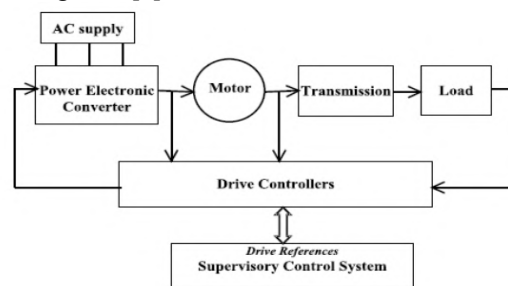 AC supply
Power Electronic
Converter
Motor
Transmission
Load
Drive Controllers
Drive References
Supervisory Control System